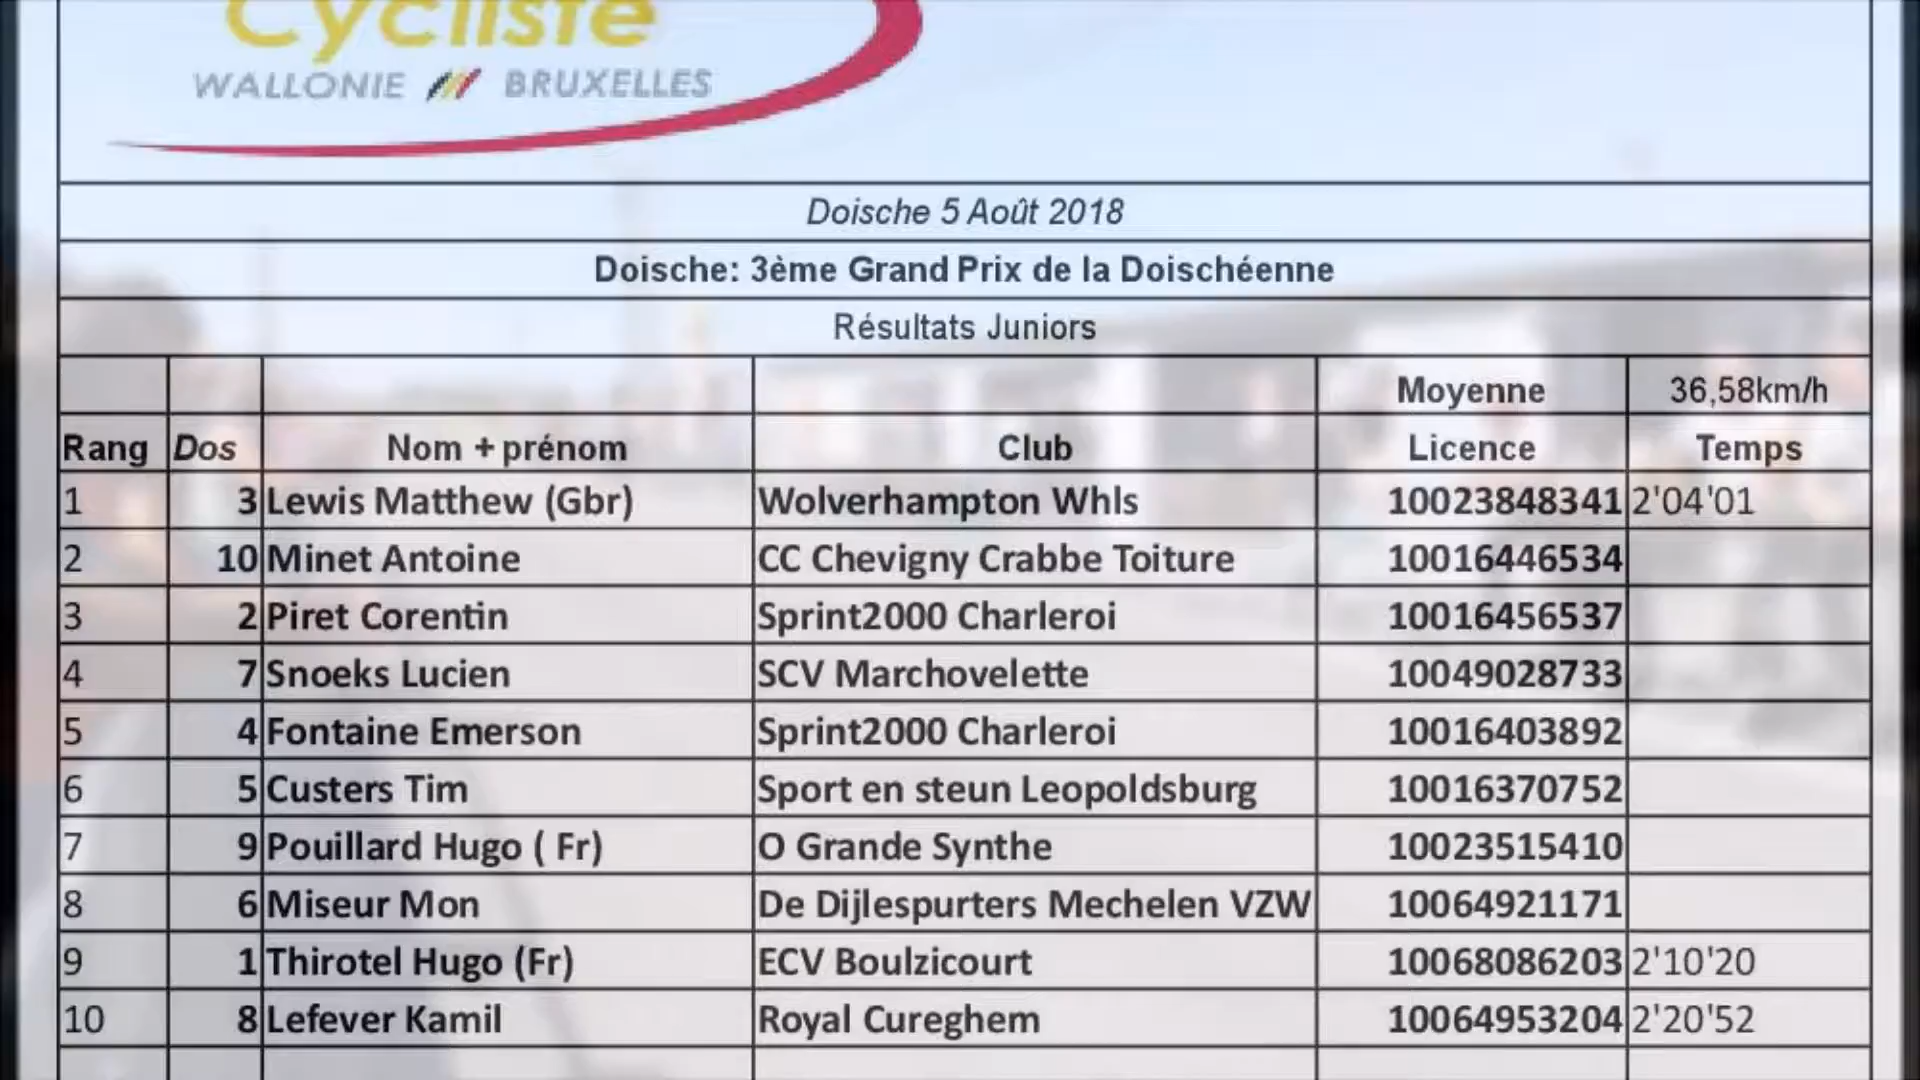 Cycliste
WALLONIE BRUXELLES
Doische 5 Août 2018
Doische: 3ème Grand Prix de la Doischéenne
Résultats Juniors
Moyenne 36,58km/h
Rang Dos Nom + prénom Club Licence Temps
1 3 Lewis Matthew (Gbr) Wolverhampton Whls 10023848341 2'04'01
2 10 Minet Antoine CC Chevigny Crabbe Toiture 10016446534
3 2 Piret Corentin Sprint2000 Charleroi 10016456537
4 7 Snoeks Lucien SCV Marchovelette 10049028733
5 4 Fontaine Emerson Sprint2000 Charleroi 10016403892
6 5 Custers Tim Sport en steun Leopoldsburg 10016370752
7 9 Pouillard Hugo ( Fr) O Grande Synthe 10023515410
8 6 Miseur Mon De Dijlespurters Mechelen VZW 10064921171
9 1 Thirotel Hugo (Fr) ECV Boulzicourt 10068086203 2'10'20
10 8 Lefever Kamil Royal Cureghem 10064953204 2'20'52